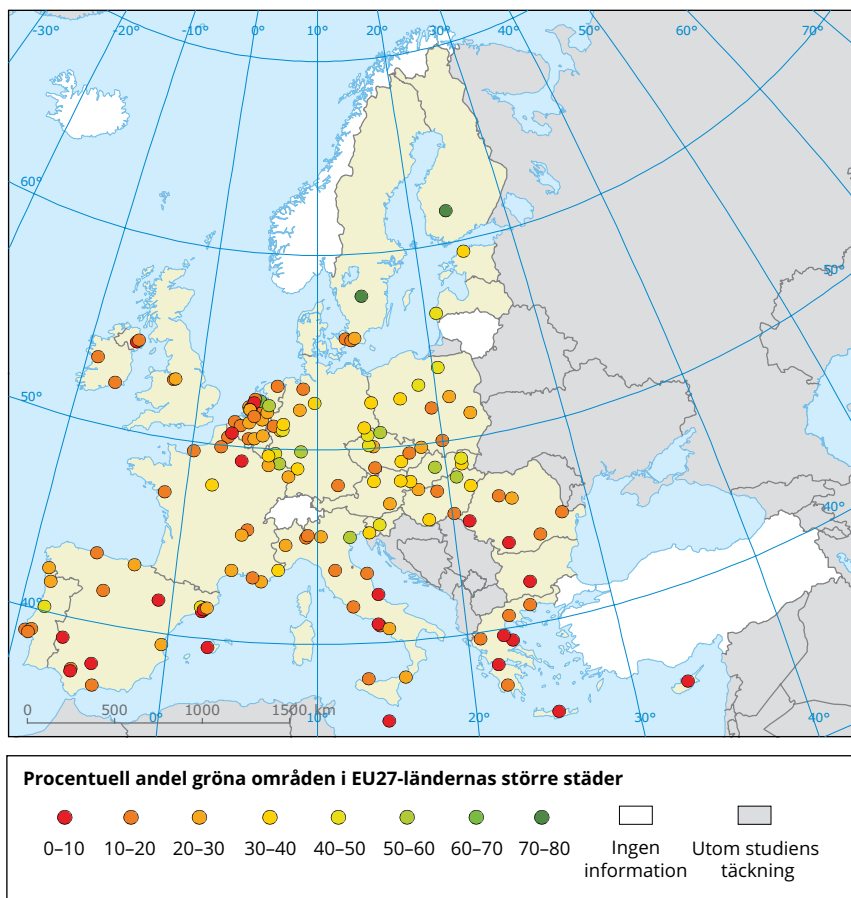 -30° -20° -10° 0° 10° 20° 30° 40° 50° 60° 70°
60°
50°
50°
40°
40°
0 500 1000 1500 km
0° 10° 20° 30° 40°
Procentuell andel gröna områden i EU27-ländernas större städer
0–10 10–20 20–30 30–40 40–50 50–60 60–70 70–80 Ingen information Utom studiens täckning